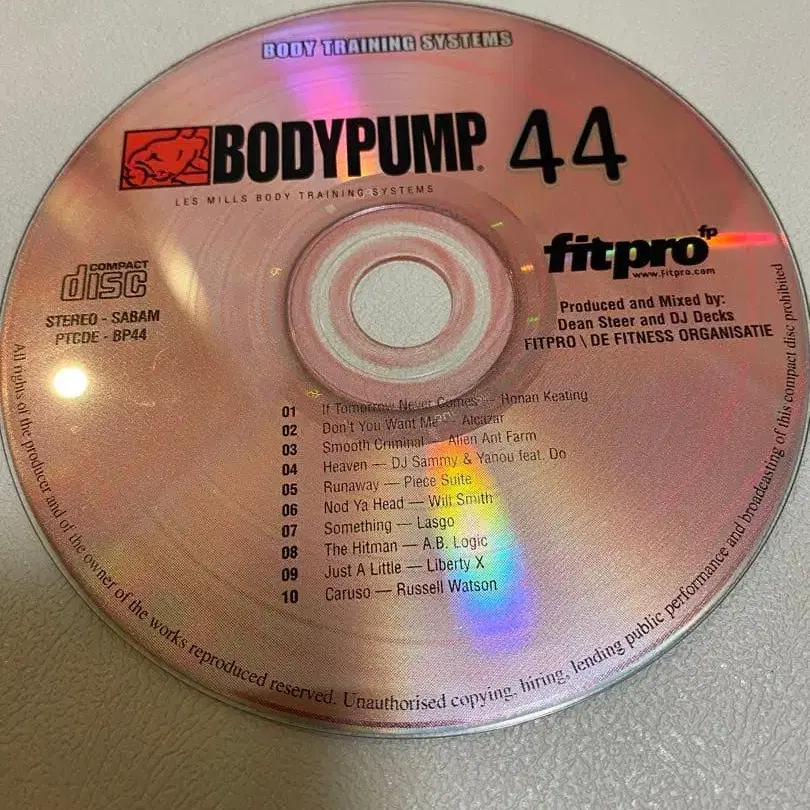 BODY TRAINING SYSTEMS
BODYPUMP® 44
LES MILLS BODY TRAINING SYSTEMS
fitpro fp
www.fitpro.com
COMPACT
disc
STEREO - SABAM
PTCDE - BP44
Produced and Mixed by:
Dean Steer and DJ Decks
FITPRO \ DE FITNESS ORGANISATIE
01 If Tomorrow Never Comes — Ronan Keating
02 Don't You Want Me — Alcazar
03 Smooth Criminal — Alien Ant Farm
04 Heaven — DJ Sammy & Yanou feat. Do
05 Runaway — Piece Suite
06 Nod Ya Head — Will Smith
07 Something — Lasgo
08 The Hitman — A.B. Logic
09 Just A Little — Liberty X
10 Caruso — Russell Watson
All rights of the producer and of the owner of the works reproduced reserved. Unauthorised copying, hiring, lending public performance and broadcasting of this compact disc prohibited